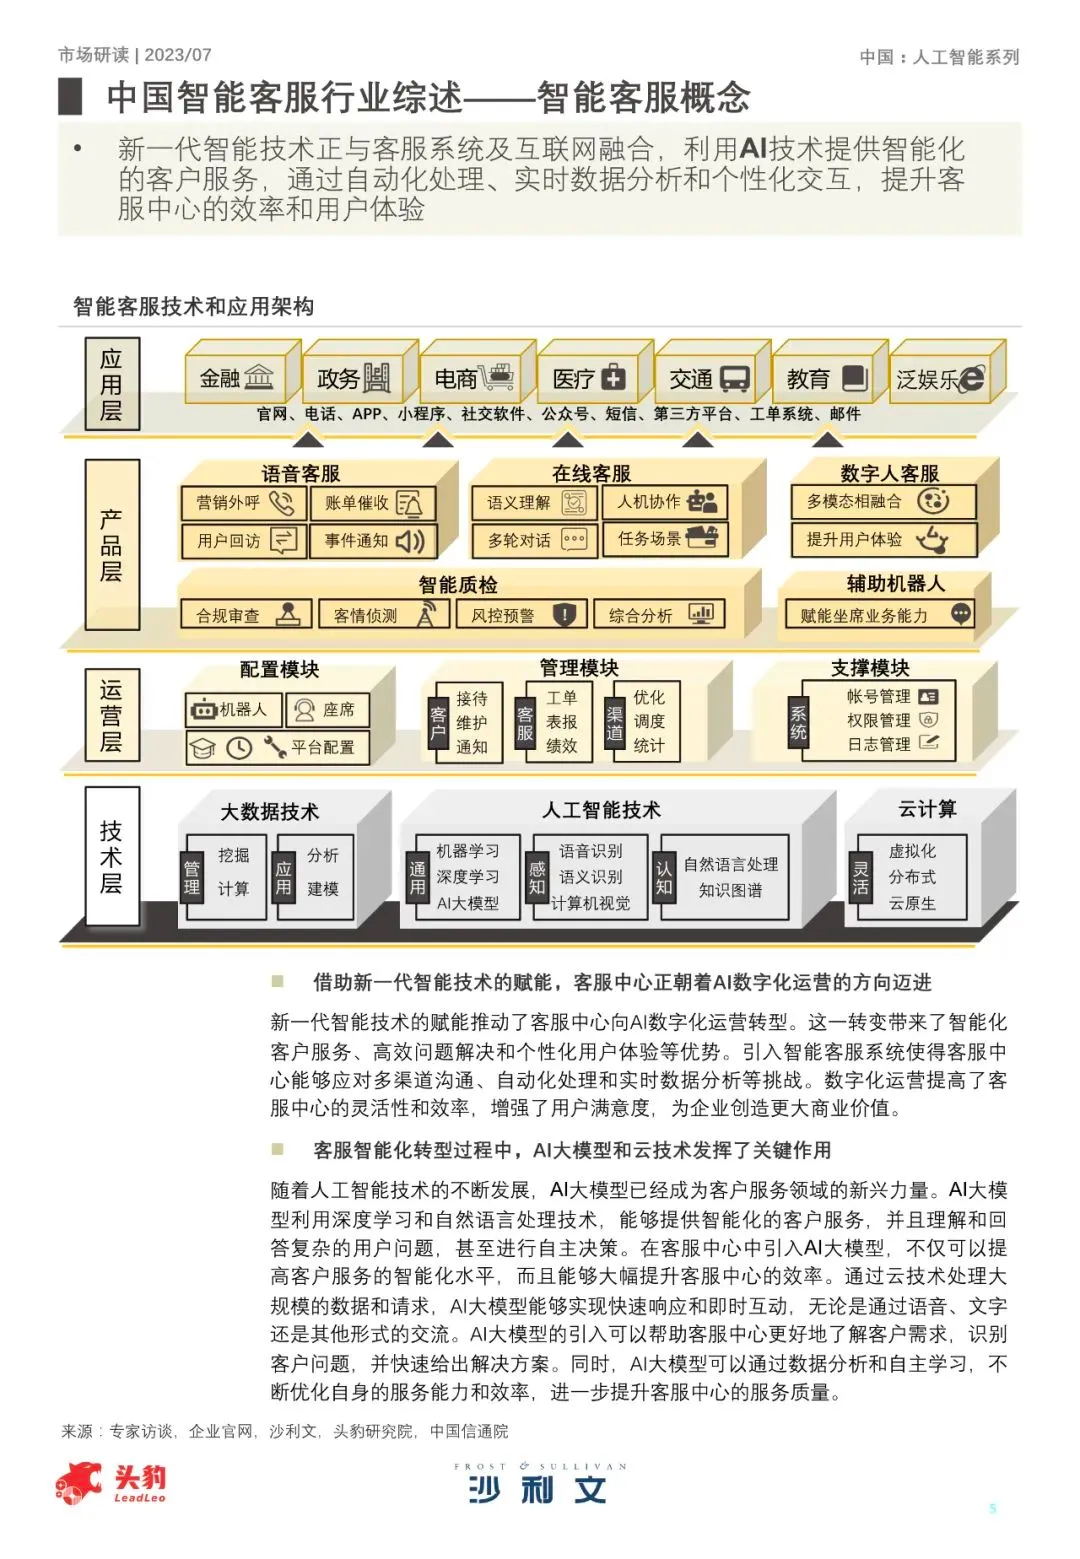 市场研读 | 2023/07
中国：人工智能系列
中国智能客服行业综述——智能客服概念
• 新一代智能技术正与客服系统及互联网融合，利用AI技术提供智能化
的客户服务，通过自动化处理、实时数据分析和个性化交互，提升客
服中心的效率和用户体验
智能客服技术和应用架构
应用层
金融 政务 电商 医疗 交通 教育 泛娱乐
官网、电话、APP、小程序、社交软件、公众号、短信、第三方平台、工单系统、邮件
产品层
语音客服
营销外呼 账单催收
用户回访 事件通知
在线客服
语义理解 人机协作
多轮对话 任务场景
数字人客服
多模态相融合
提升用户体验
智能质检
合规审查 客情侦测 风控预警 综合分析
辅助机器人
赋能坐席业务能力
运营层
配置模块
机器人 座席
平台配置
管理模块
客户
接待
维护
通知
客服
工单
表报
绩效
渠道
优化
调度
统计
支撑模块
系统
帐号管理
权限管理
日志管理
技术层
大数据技术
管理
挖掘
计算
应用
分析
建模
人工智能技术
通用
机器学习
深度学习
AI大模型
感知
语音识别
语义识别
计算机视觉
认知
自然语言处理
知识图谱
云计算
灵活
虚拟化
分布式
云原生
借助新一代智能技术的赋能，客服中心正朝着AI数字化运营的方向迈进
新一代智能技术的赋能推动了客服中心向AI数字化运营转型。这一转变带来了智能化
客户服务、高效问题解决和个性化用户体验等优势。引入智能客服系统使得客服中
心能够应对多渠道沟通、自动化处理和实时数据分析等挑战。数字化运营提高了客
服中心的灵活性和效率，增强了用户满意度，为企业创造更大商业价值。
客服智能化转型过程中，AI大模型和云技术发挥了关键作用
随着人工智能技术的不断发展，AI大模型已经成为客户服务领域的新兴力量。AI大模
型利用深度学习和自然语言处理技术，能够提供智能化的客户服务，并且理解和回
答复杂的用户问题，甚至进行自主决策。在客服中心中引入AI大模型，不仅可以提
高客户服务的智能化水平，而且能够大幅提升客服中心的效率。通过云技术处理大
规模的数据和请求，AI大模型能够实现快速响应和即时互动，无论是通过语音、文字
还是其他形式的交流。AI大模型的引入可以帮助客服中心更好地了解客户需求，识别
客户问题，并快速给出解决方案。同时，AI大模型可以通过数据分析和自主学习，不
断优化自身的服务能力和效率，进一步提升客服中心的服务质量。
来源：专家访谈，企业官网，沙利文，头豹研究院，中国信通院
头豹
LeadLeo
FROST & SULLIVAN
沙利文
5